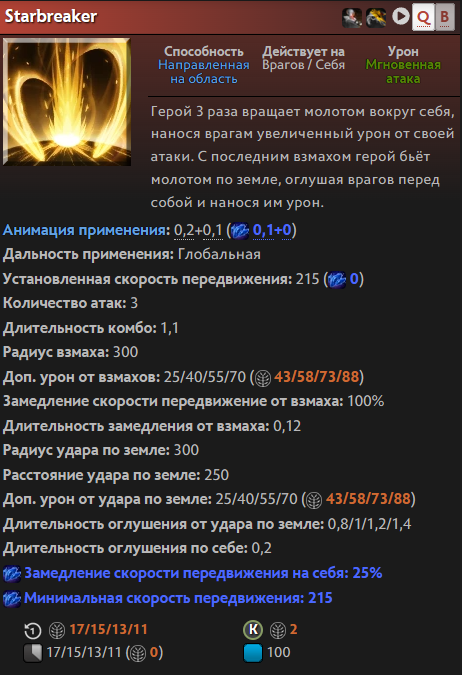 Starbreaker Q B
Способность Действует на Урон
Направленная Врагов / Себя Мгновенная
на область атака
Герой 3 раза вращает молотом вокруг себя,
нанося врагам увеличенный урон от своей
атаки. С последним взмахом герой бьёт
молотом по земле, оглушая врагов перед
собой и нанося им урон.
Анимация применения: 0,2+0,1 (0,1+0)
Дальность применения: Глобальная
Установленная скорость передвижения: 215 (0)
Количество атак: 3
Длительность комбо: 1,1
Радиус взмаха: 300
Доп. урон от взмахов: 25/40/55/70 (43/58/73/88)
Замедление скорости передвижение от взмаха: 100%
Длительность замедления от взмаха: 0,12
Радиус удара по земле: 300
Расстояние удара по земле: 250
Доп. урон от удара по земле: 25/40/55/70 (43/58/73/88)
Длительность оглушения от удара по земле: 0,8/1/1,2/1,4
Длительность оглушения по себе: 0,2
Замедление скорости передвижения на себя: 25%
Минимальная скорость передвижения: 215
1 17/15/13/11 K 2
17/15/13/11 (0) 100